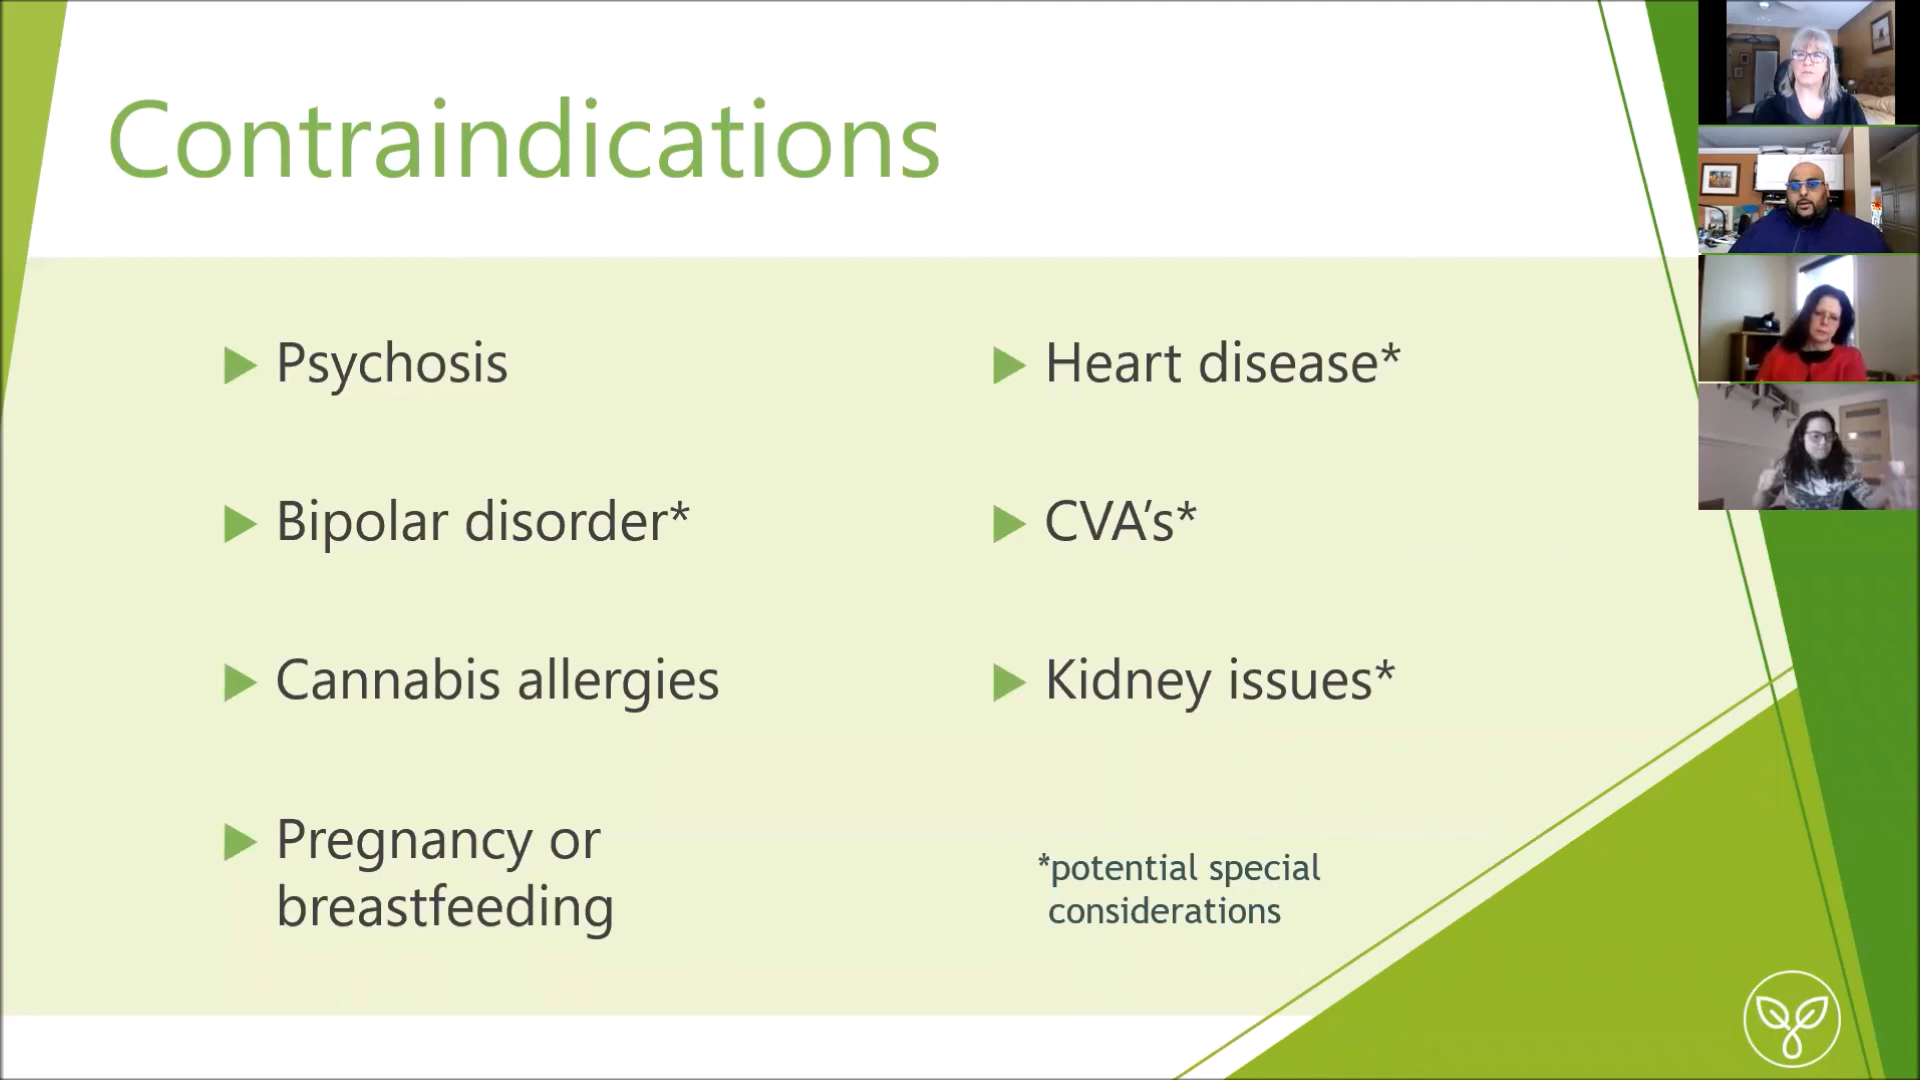 Contraindications
Psychosis
Bipolar disorder*
Cannabis allergies
Pregnancy or
breastfeeding
Heart disease*
CVA's*
Kidney issues*
*potential special
considerations